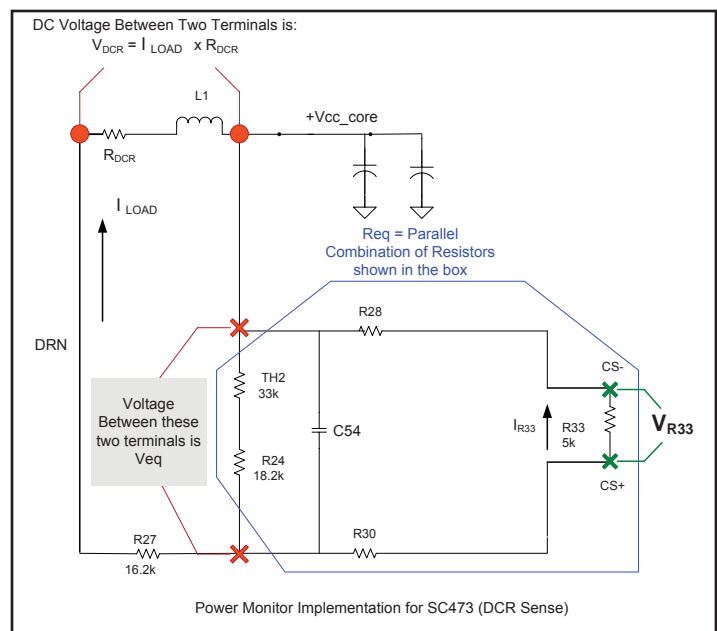 DC Voltage Between Two Terminals is:
VDCR = I LOAD x RDCR
L1
+Vcc_core
RDCR
I LOAD
Req = Parallel
Combination of Resistors
shown in the box
R28
DRN
CS-
TH2
33k
Voltage
Between these
two terminals is
Veq
C54
IR33
R33
5k
VR33
R24
18.2k
CS+
R27
16.2k
R30
Power Monitor Implementation for SC473 (DCR Sense)